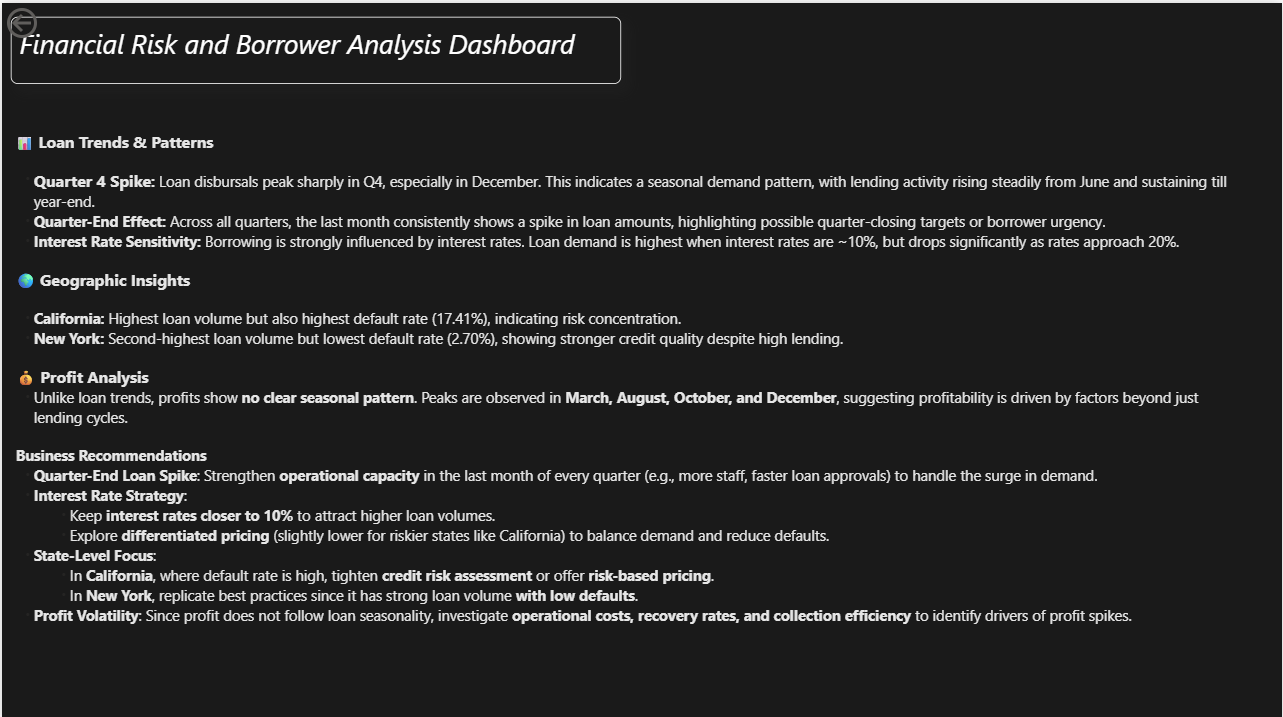 Financial Risk and Borrower Analysis Dashboard
📊 Loan Trends & Patterns
Quarter 4 Spike: Loan disbursals peak sharply in Q4, especially in December. This indicates a seasonal demand pattern, with lending activity rising steadily from June and sustaining till
year-end.
Quarter-End Effect: Across all quarters, the last month consistently shows a spike in loan amounts, highlighting possible quarter-closing targets or borrower urgency.
Interest Rate Sensitivity: Borrowing is strongly influenced by interest rates. Loan demand is highest when interest rates are ~10%, but drops significantly as rates approach 20%.
🌍 Geographic Insights
California: Highest loan volume but also highest default rate (17.41%), indicating risk concentration.
New York: Second-highest loan volume but lowest default rate (2.70%), showing stronger credit quality despite high lending.
💰 Profit Analysis
Unlike loan trends, profits show no clear seasonal pattern. Peaks are observed in March, August, October, and December, suggesting profitability is driven by factors beyond just
lending cycles.
Business Recommendations
Quarter-End Loan Spike: Strengthen operational capacity in the last month of every quarter (e.g., more staff, faster loan approvals) to handle the surge in demand.
Interest Rate Strategy:
Keep interest rates closer to 10% to attract higher loan volumes.
Explore differentiated pricing (slightly lower for riskier states like California) to balance demand and reduce defaults.
State-Level Focus:
In California, where default rate is high, tighten credit risk assessment or offer risk-based pricing.
In New York, replicate best practices since it has strong loan volume with low defaults.
Profit Volatility: Since profit does not follow loan seasonality, investigate operational costs, recovery rates, and collection efficiency to identify drivers of profit spikes.